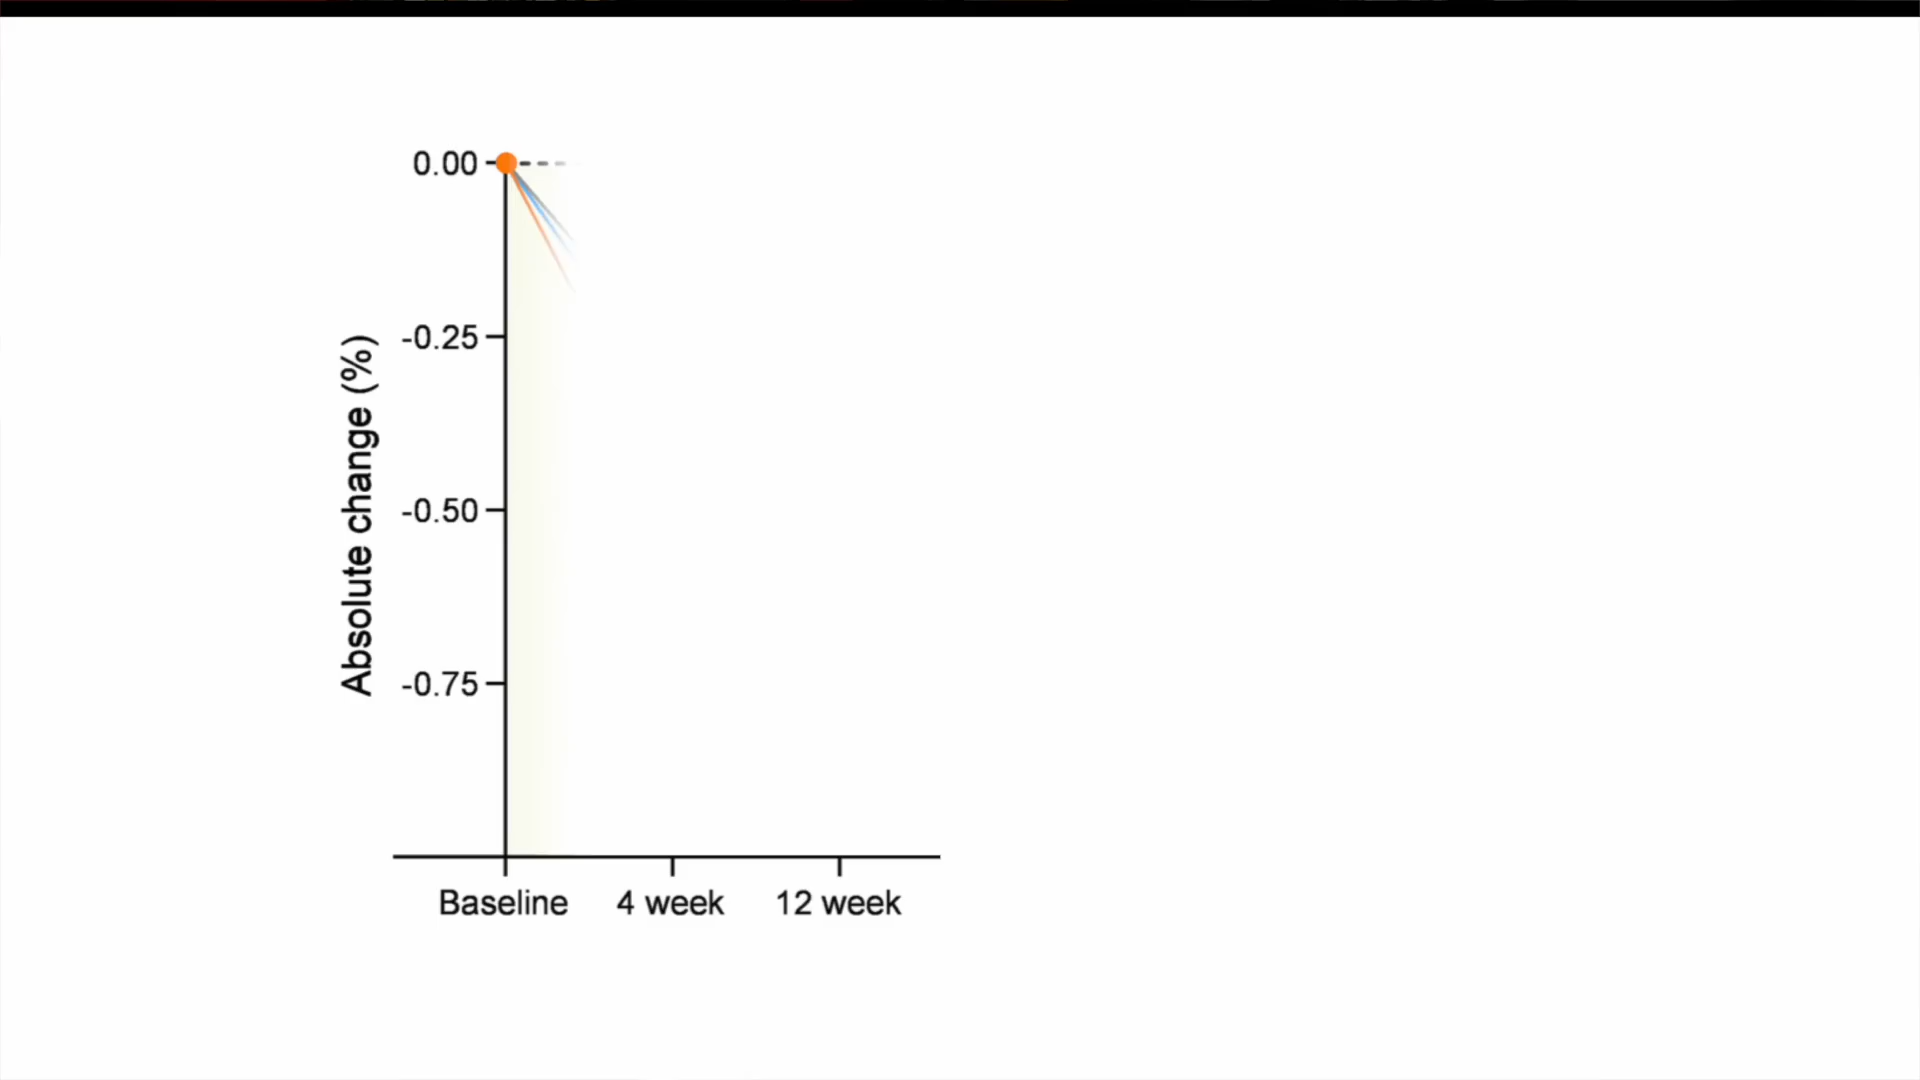 0.00
-0.25
-0.50
-0.75
Absolute change (%)
Baseline 4 week 12 week